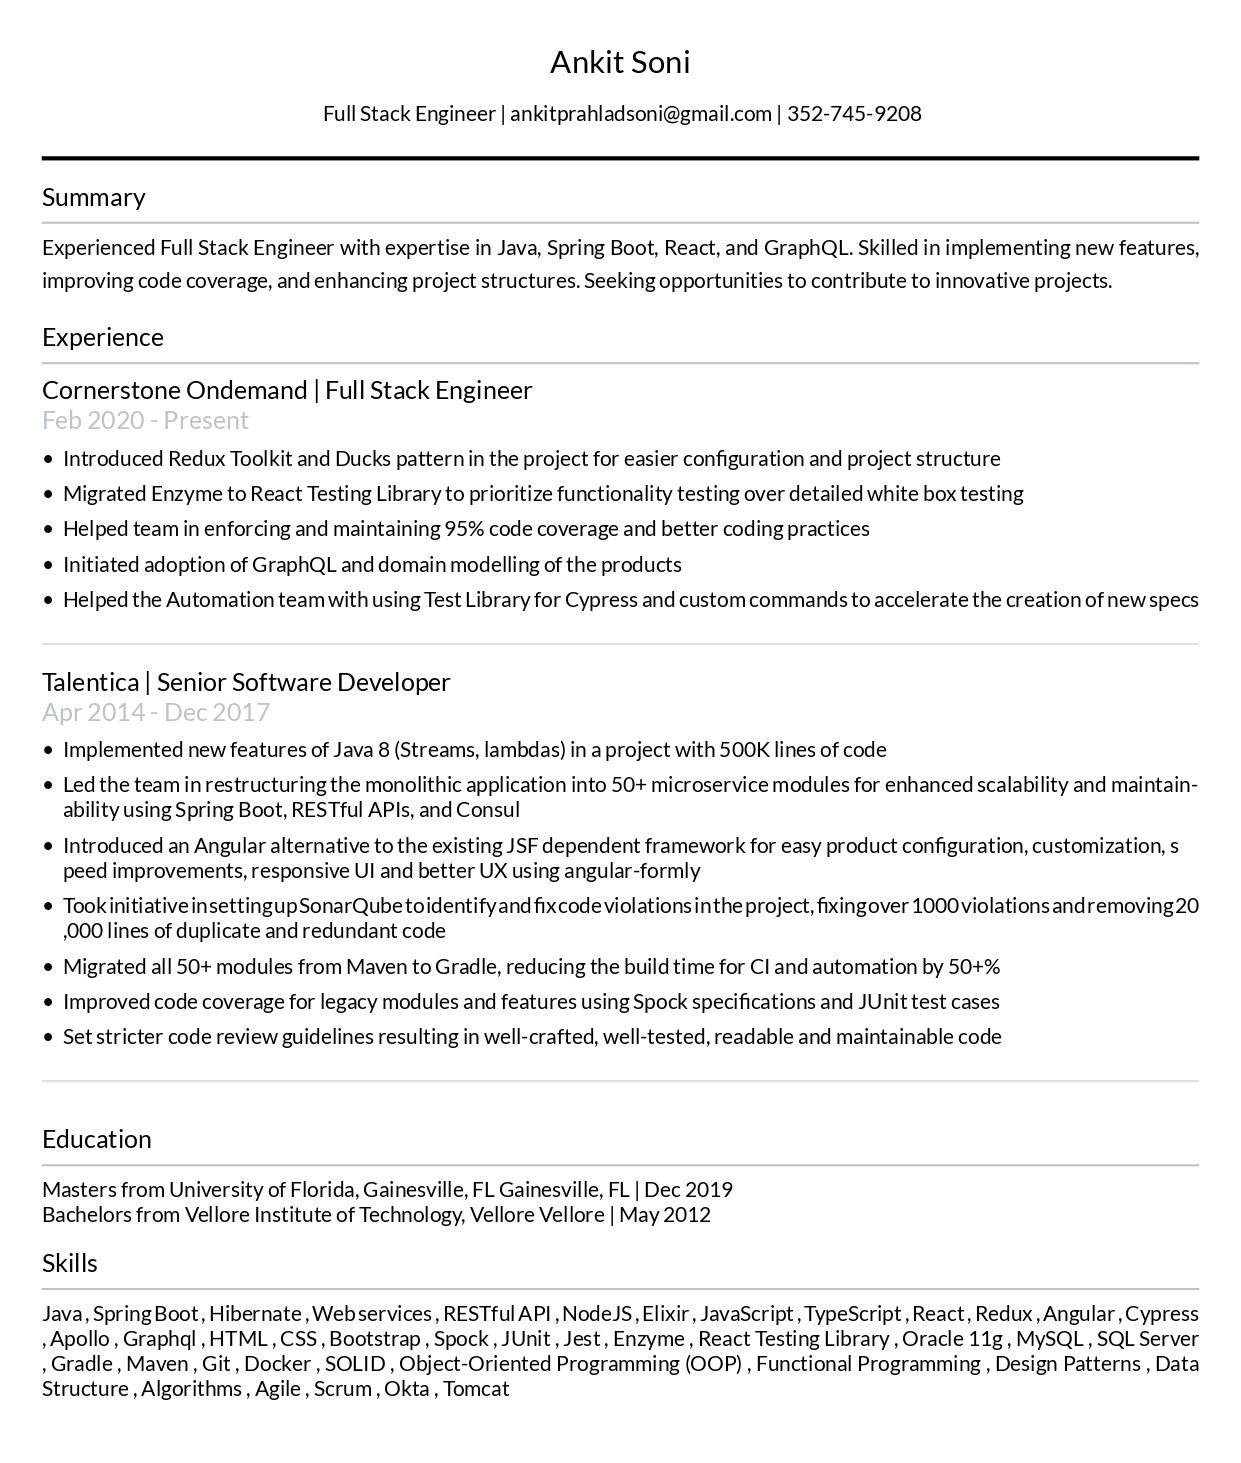 Ankit Soni
Full Stack Engineer | ankitprahladsoni@gmail.com | 352-745-9208
Summary
Experienced Full Stack Engineer with expertise in Java, Spring Boot, React, and GraphQL. Skilled in implementing new features,
improving code coverage, and enhancing project structures. Seeking opportunities to contribute to innovative projects.
Experience
Cornerstone Ondemand | Full Stack Engineer
Feb 2020 - Present
• Introduced Redux Toolkit and Ducks pattern in the project for easier configuration and project structure
• Migrated Enzyme to React Testing Library to prioritize functionality testing over detailed white box testing
• Helped team in enforcing and maintaining 95% code coverage and better coding practices
• Initiated adoption of GraphQL and domain modelling of the products
• Helped the Automation team with using Test Library for Cypress and custom commands to accelerate the creation of new specs
Talentica | Senior Software Developer
Apr 2014 - Dec 2017
• Implemented new features of Java 8 (Streams, lambdas) in a project with 500K lines of code
• Led the team in restructuring the monolithic application into 50+ microservice modules for enhanced scalability and maintain-
ability using Spring Boot, RESTful APIs, and Consul
• Introduced an Angular alternative to the existing JSF dependent framework for easy product configuration, customization, s
peed improvements, responsive UI and better UX using angular-formly
• Took initiative in setting up SonarQube to identify and fix code violations in the project, fixing over 1000 violations and removing 20
,000 lines of duplicate and redundant code
• Migrated all 50+ modules from Maven to Gradle, reducing the build time for CI and automation by 50+%
• Improved code coverage for legacy modules and features using Spock specifications and JUnit test cases
• Set stricter code review guidelines resulting in well-crafted, well-tested, readable and maintainable code
Education
Masters from University of Florida, Gainesville, FL Gainesville, FL | Dec 2019
Bachelors from Vellore Institute of Technology, Vellore Vellore | May 2012
Skills
Java , Spring Boot , Hibernate , Web services , RESTful API , NodeJS , Elixir , JavaScript , TypeScript , React , Redux , Angular , Cypress
, Apollo , Graphql , HTML , CSS , Bootstrap , Spock , JUnit , Jest , Enzyme , React Testing Library , Oracle 11g , MySQL , SQL Server
, Gradle , Maven , Git , Docker , SOLID , Object-Oriented Programming (OOP) , Functional Programming , Design Patterns , Data
Structure , Algorithms , Agile , Scrum , Okta , Tomcat